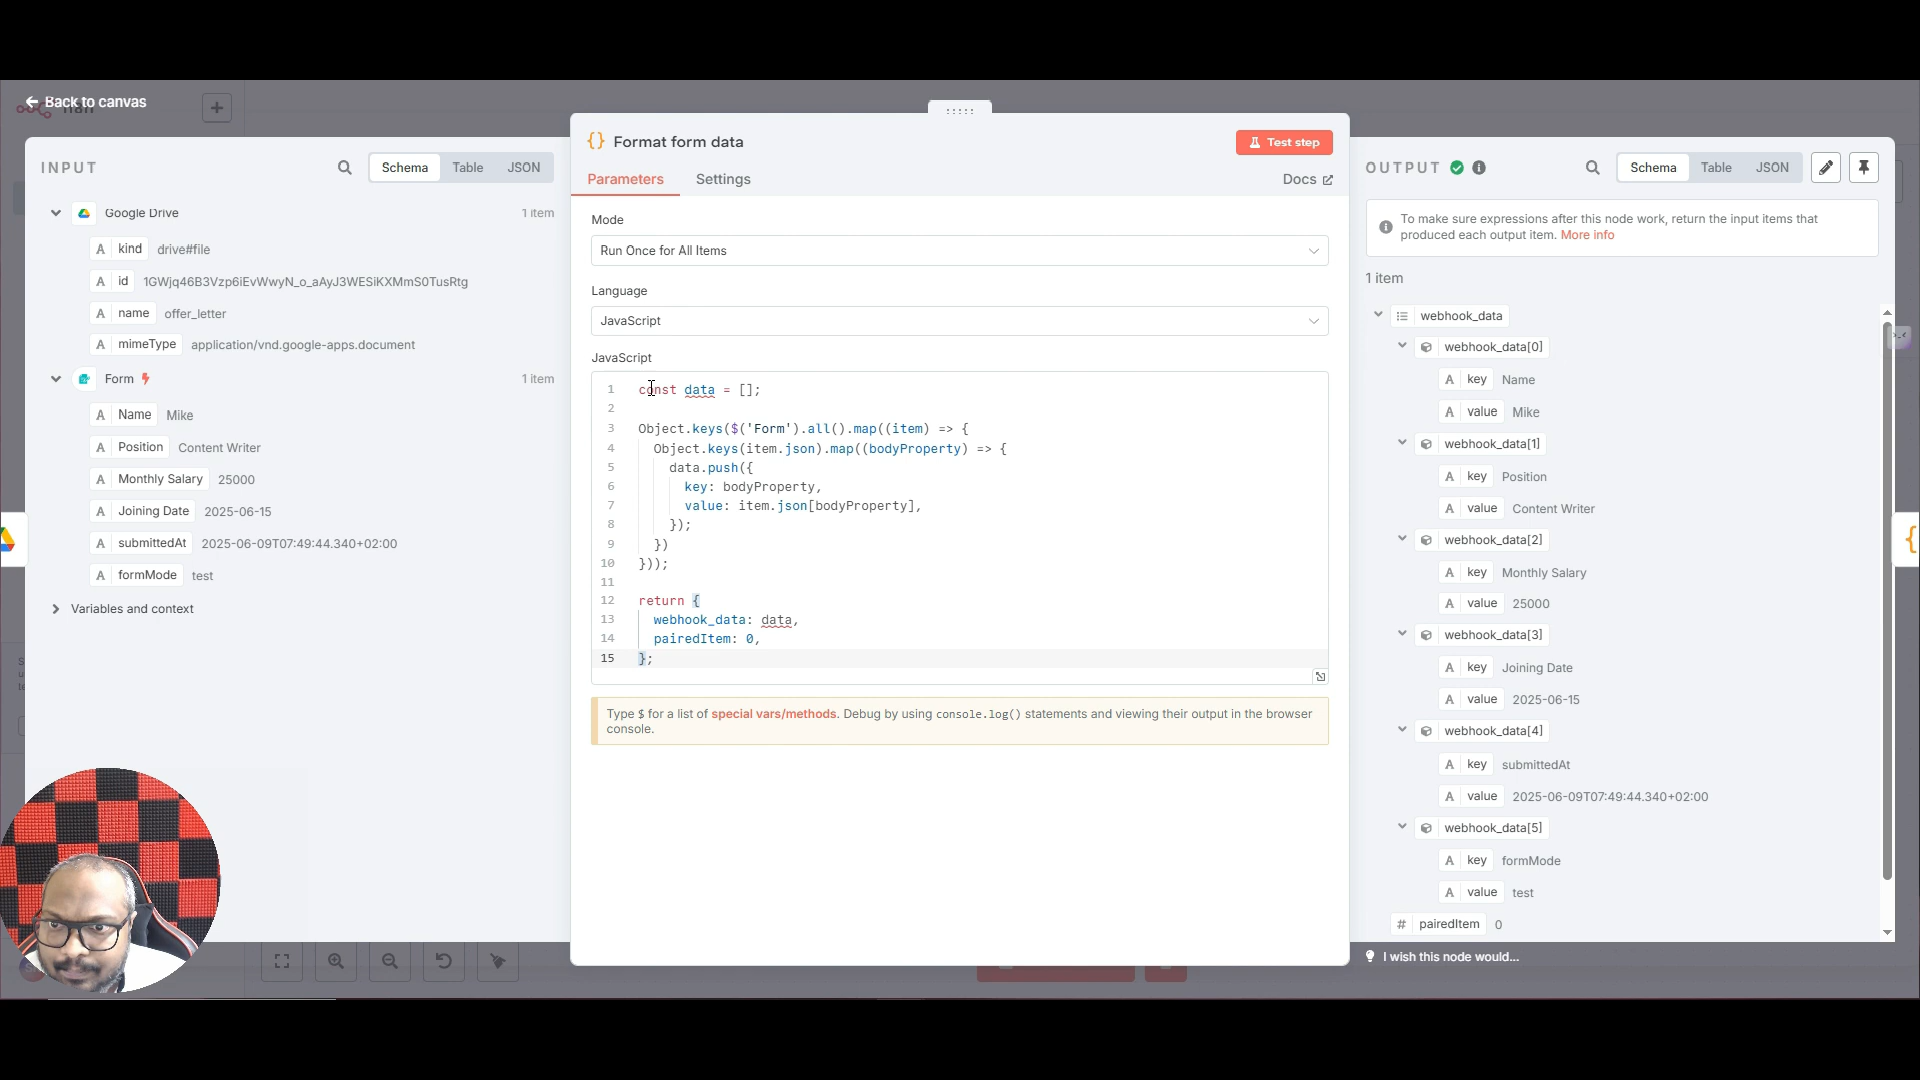 Back to canvas
INPUT
Schema
Table
JSON
Google Drive
1 item
A kind drive#file
A id 1GWjq46B3Vzp6iEvWwyN_o_aAyJ3WESiKXMmS0TusRtg
A name offer_letter
A mimeType application/vnd.google-apps.document
Form
1 item
A Name Mike
A Position Content Writer
A Monthly Salary 25000
A Joining Date 2025-06-15
A submittedAt 2025-06-09T07:49:44.340+02:00
A formMode test
Variables and context
{} Format form data
Test step
Parameters
Settings
Docs
Mode
Run Once for All Items
Language
JavaScript
JavaScript
1 const data = [];
2
3 Object.keys($('Form').all().map((item) => {
4 Object.keys(item.json).map((bodyProperty) => {
5 data.push({
6 key: bodyProperty,
7 value: item.json[bodyProperty],
8 });
9 })
10 }));
11
12 return {
13 webhook_data: data,
14 pairedItem: 0,
15 };
Type $ for a list of special vars/methods. Debug by using console.log() statements and viewing their output in the browser
console.
OUTPUT
Schema
Table
JSON
To make sure expressions after this node work, return the input items that
produced each output item. More info
1 item
webhook_data
webhook_data[0]
A key Name
A value Mike
webhook_data[1]
A key Position
A value Content Writer
webhook_data[2]
A key Monthly Salary
A value 25000
webhook_data[3]
A key Joining Date
A value 2025-06-15
webhook_data[4]
A key submittedAt
A value 2025-06-09T07:49:44.340+02:00
webhook_data[5]
A key formMode
A value test
# pairedItem 0
I wish this node would...